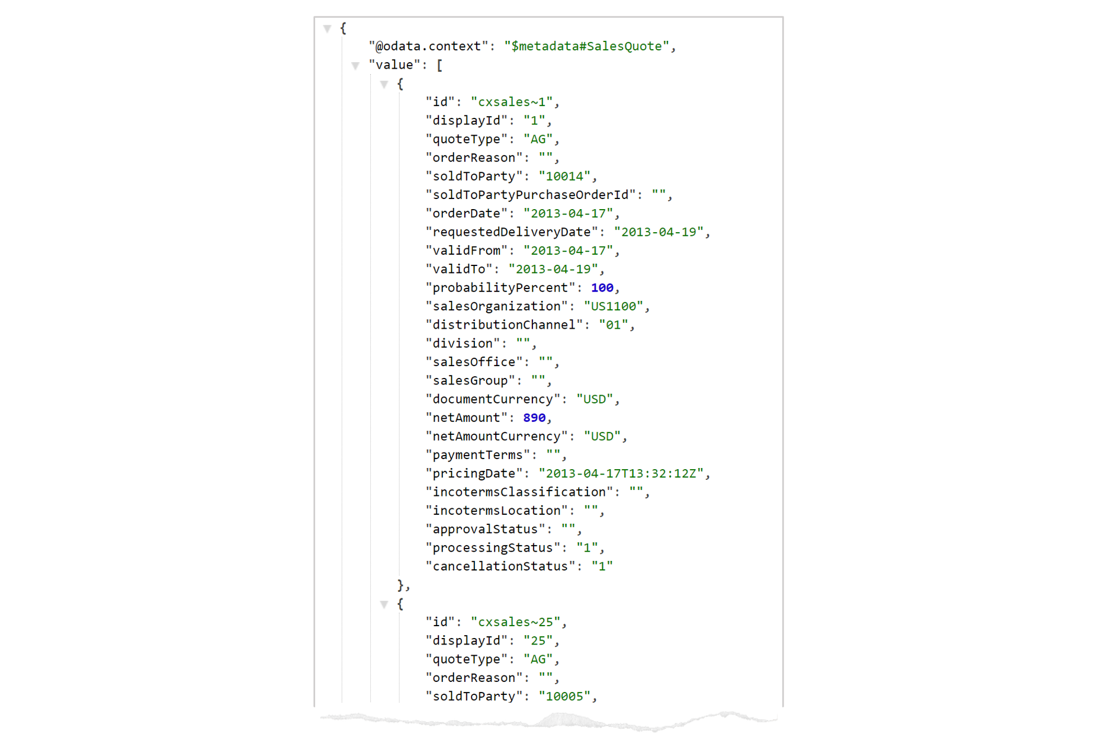 {
"@odata.context": "$metadata#SalesQuote",
"value": [
{
"id": "cxsales~1",
"displayId": "1",
"quoteType": "AG",
"orderReason": "",
"soldToParty": "10014",
"soldToPartyPurchaseOrderId": "",
"orderDate": "2013-04-17",
"requestedDeliveryDate": "2013-04-19",
"validFrom": "2013-04-17",
"validTo": "2013-04-19",
"probabilityPercent": 100,
"salesOrganization": "US1100",
"distributionChannel": "01",
"division": "",
"salesOffice": "",
"salesGroup": "",
"documentCurrency": "USD",
"netAmount": 890,
"netAmountCurrency": "USD",
"paymentTerms": "",
"pricingDate": "2013-04-17T13:32:12Z",
"incotermsClassification": "",
"incotermsLocation": "",
"approvalStatus": "",
"processingStatus": "1",
"cancellationStatus": "1"
},
{
"id": "cxsales~25",
"displayId": "25",
"quoteType": "AG",
"orderReason": "",
"soldToParty": "10005",